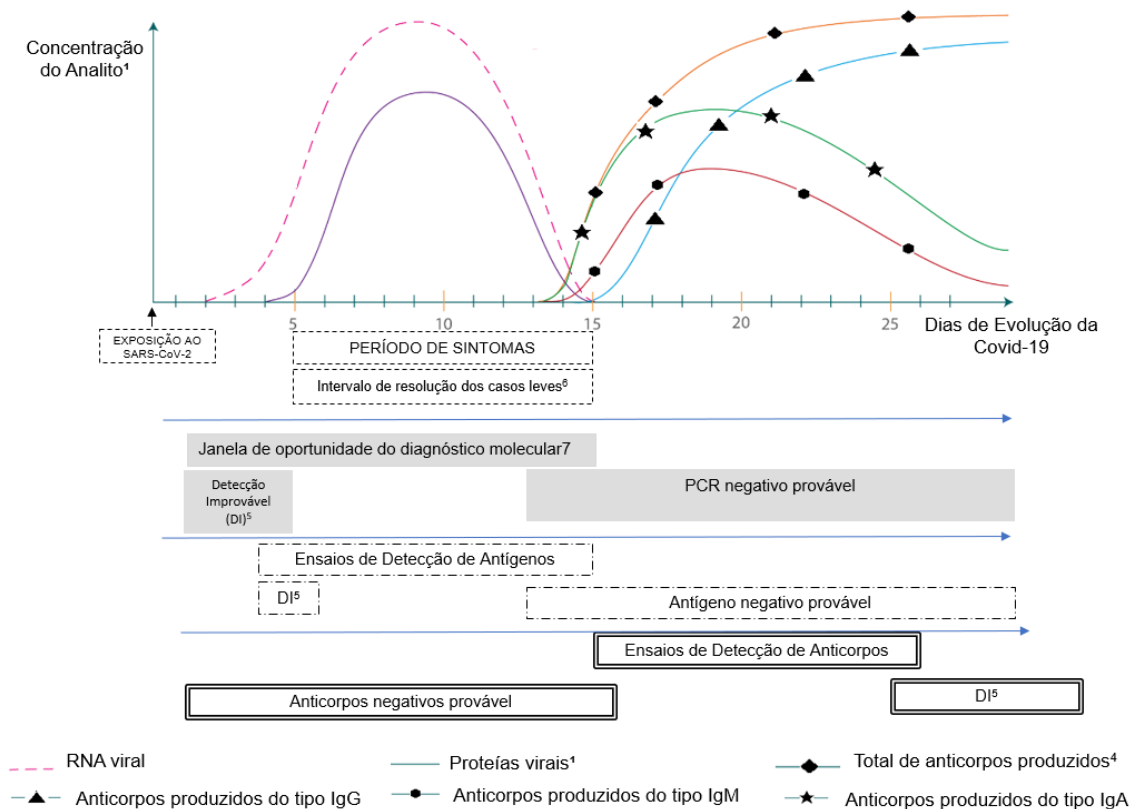 Concentração
do Analito¹
5
10
15
20
25
Dias de Evolução da
Covid-19
EXPOSIÇÃO AO
SARS-CoV-2
PERÍODO DE SINTOMAS
Intervalo de resolução dos casos leves⁶
Janela de oportunidade do diagnóstico molecular7
Detecção
Improvável
(DI)⁵
PCR negativo provável
Ensaios de Detecção de Antígenos
DI⁵
Antígeno negativo provável
Ensaios de Detecção de Anticorpos
Anticorpos negativos provável
DI⁵
RNA viral
Proteías virais¹
Total de anticorpos produzidos⁴
Anticorpos produzidos do tipo IgG
Anticorpos produzidos do tipo IgM
Anticorpos produzidos do tipo IgA